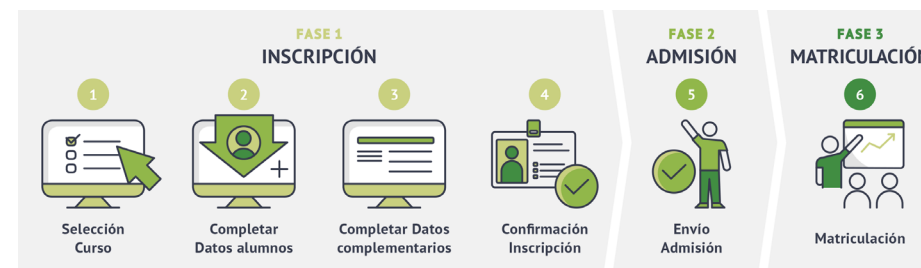 FASE 1
INSCRIPCIÓN
1
2
3
4
Selección
Curso
Completar
Datos alumnos
Completar Datos
complementarios
Confirmación
Inscripción
FASE 2
ADMISIÓN
5
Envío
Admisión
FASE 3
MATRICULACIÓN
6
Matriculación